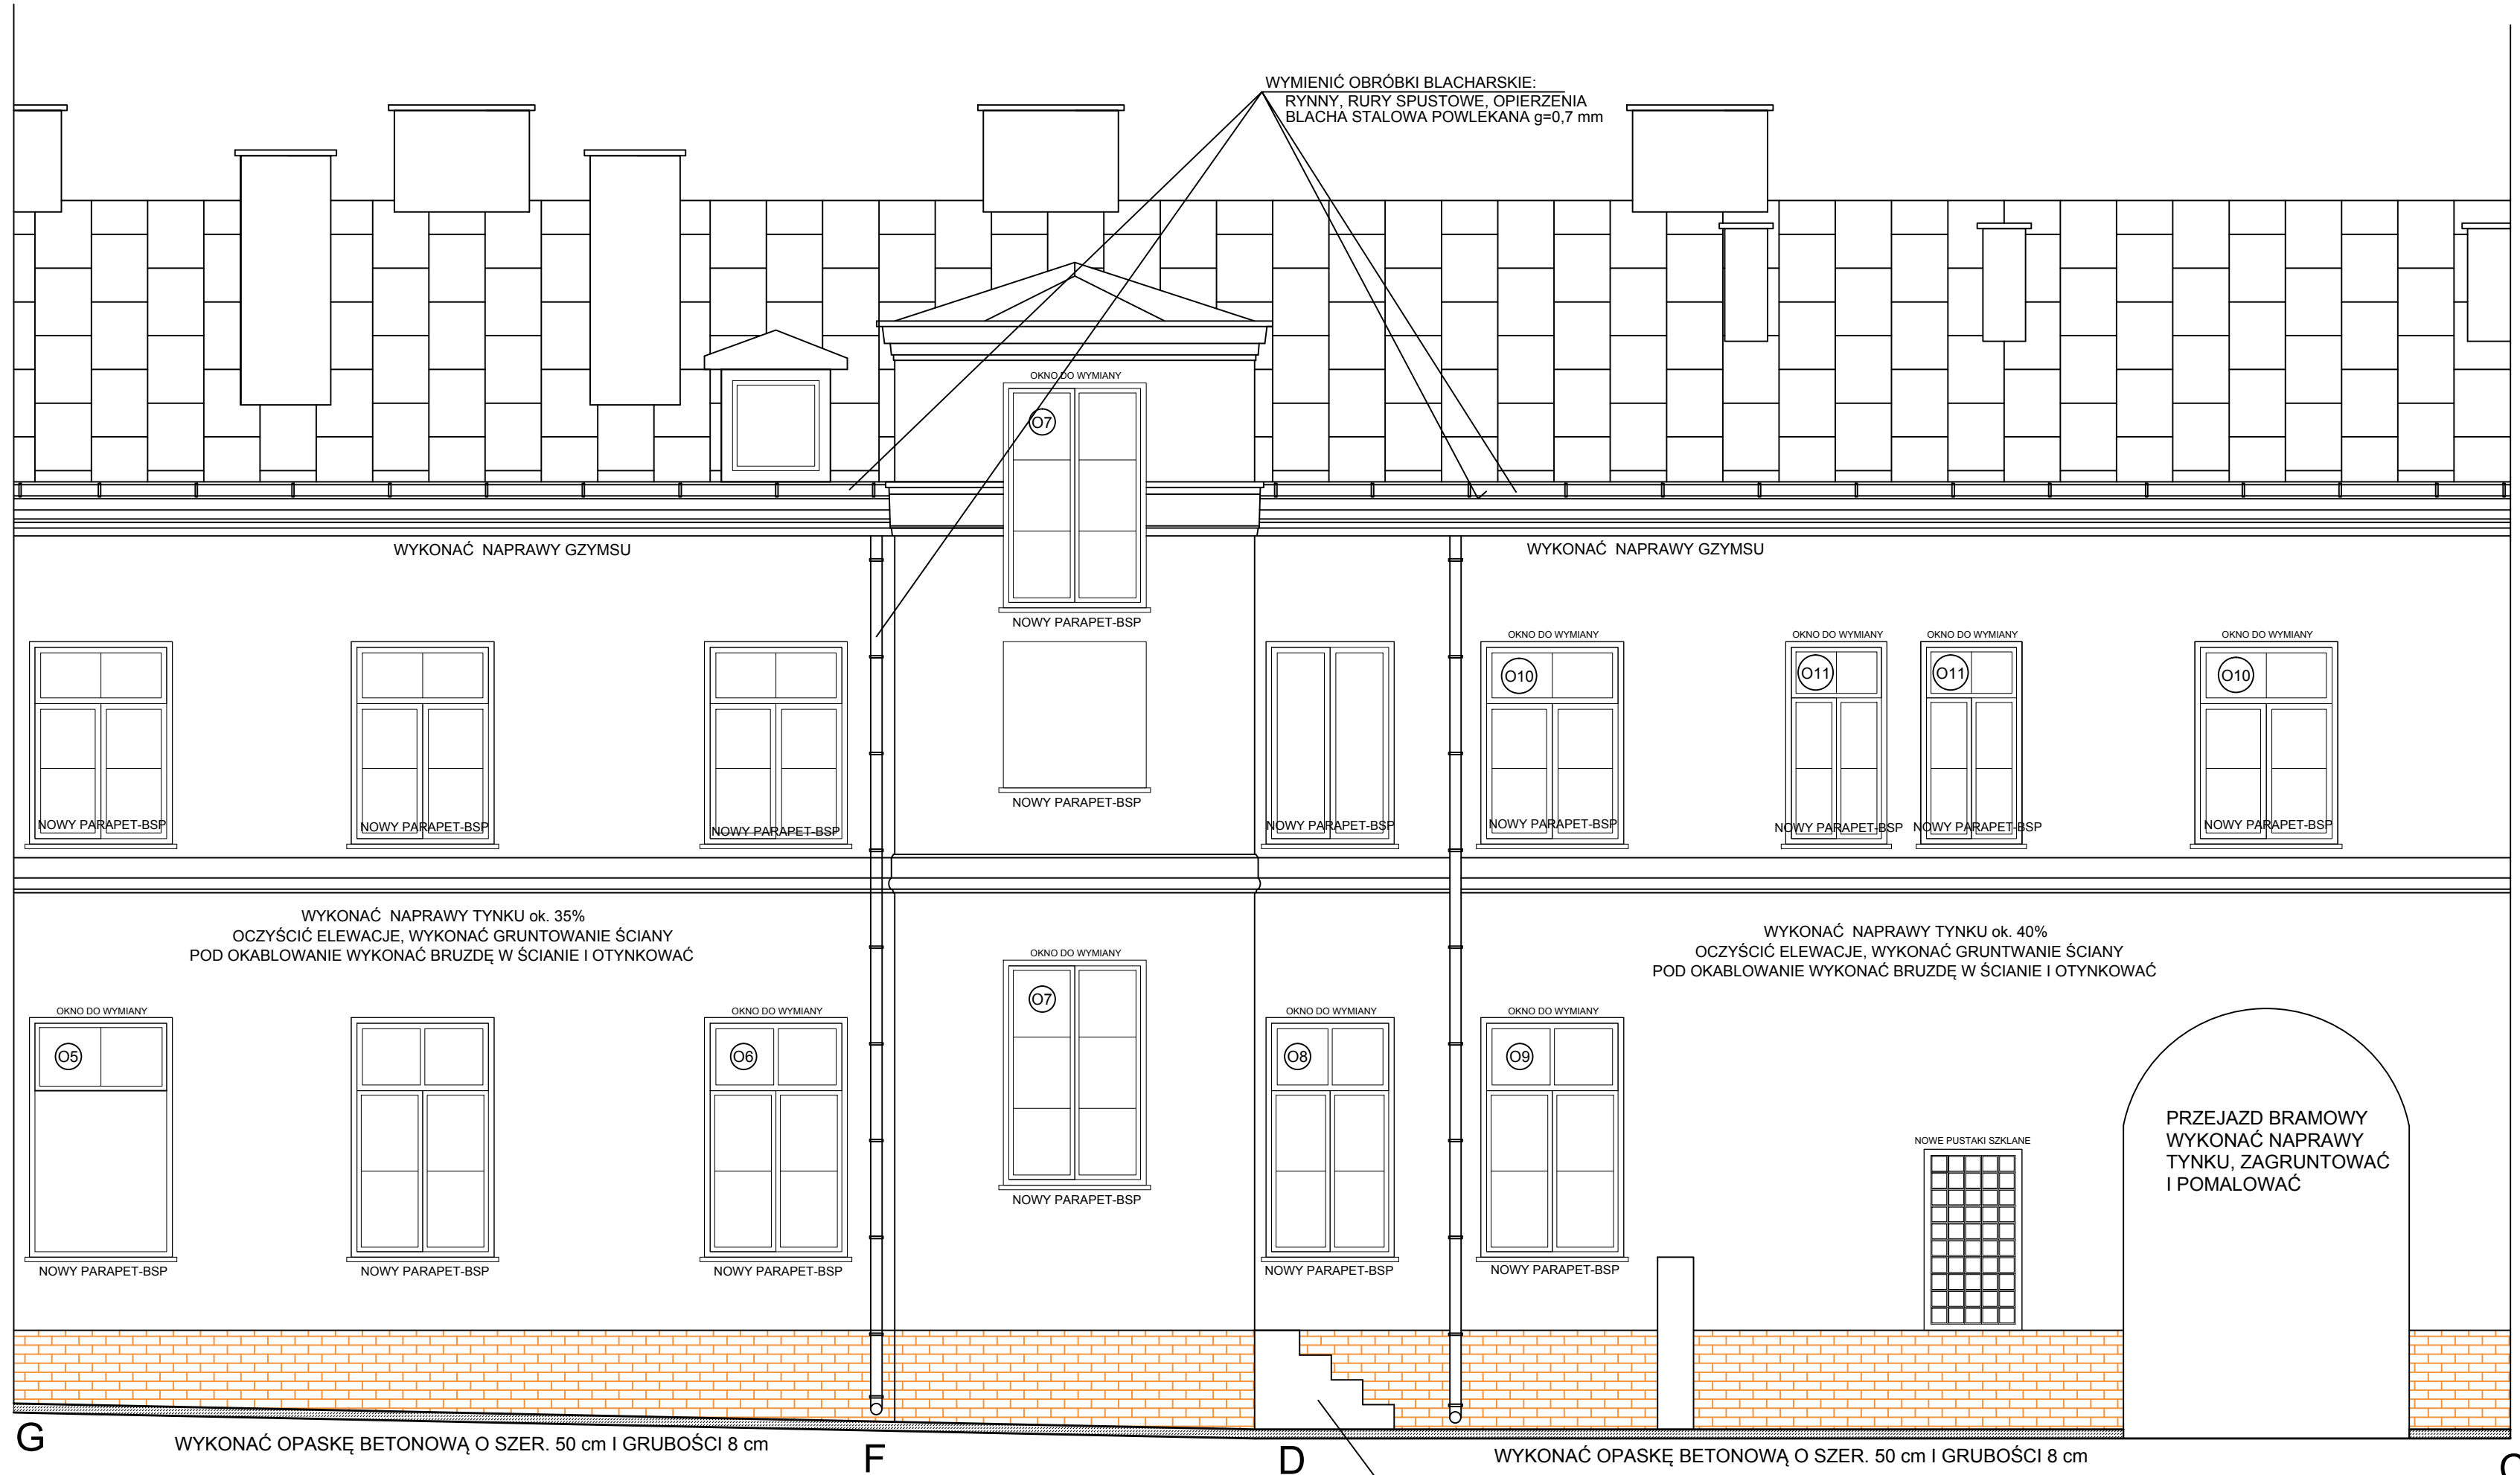 WYMIENIĆ OBRÓBKI BLACHARSKIE:
RYNNY, RURY SPUSTOWE, OPIERZENIA
BLACHA STALOWA POWLEKANA g=0,7 mm
OKNO DO WYMIANY
O7
WYKONAĆ NAPRAWY GZYMSU
WYKONAĆ NAPRAWY GZYMSU
NOWY PARAPET-BSP
OKNO DO WYMIANY
OKNO DO WYMIANY
OKNO DO WYMIANY
OKNO DO WYMIANY
O10
O11
O11
O10
NOWY PARAPET-BSP
NOWY PARAPET-BSP
NOWY PARAPET-BSP
NOWY PARAPET-BSP
NOWY PARAPET-BSP
NOWY PARAPET-BSP
NOWY PARAPET-BSP
NOWY PARAPET-BSP
NOWY PARAPET-BSP
WYKONAĆ NAPRAWY TYNKU ok. 35%
OCZYŚCIĆ ELEWACJE, WYKONAĆ GRUNTOWANIE ŚCIANY
POD OKABLOWANIE WYKONAĆ BRUZDĘ W ŚCIANIE I OTYNKOWAĆ
WYKONAĆ NAPRAWY TYNKU ok. 40%
OCZYŚCIĆ ELEWACJE, WYKONAĆ GRUNTWANIE ŚCIANY
POD OKABLOWANIE WYKONAĆ BRUZDĘ W ŚCIANIE I OTYNKOWAĆ
OKNO DO WYMIANY
O7
NOWY PARAPET-BSP
OKNO DO WYMIANY
OKNO DO WYMIANY
OKNO DO WYMIANY
OKNO DO WYMIANY
O5
O6
O8
O9
NOWY PARAPET-BSP
NOWY PARAPET-BSP
NOWY PARAPET-BSP
NOWY PARAPET-BSP
NOWY PARAPET-BSP
NOWE PUSTAKI SZKLANE
PRZEJAZD BRAMOWY
WYKONAĆ NAPRAWY
TYNKU, ZAGRUNTOWAĆ
I POMALOWAĆ
G
WYKONAĆ OPASKĘ BETONOWĄ O SZER. 50 cm I GRUBOŚCI 8 cm
F
D
WYKONAĆ OPASKĘ BETONOWĄ O SZER. 50 cm I GRUBOŚCI 8 cm